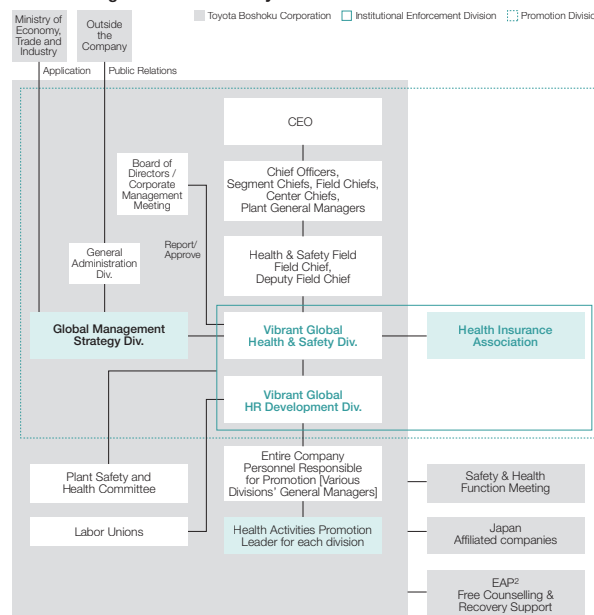 Toyota Boshoku Corporation
Institutional Enforcement Division
Ministry of
Economy,
Trade and
Industry
Outside
the
Company
Application
Public Relations
CEO
Board of
Directors /
Corporate
Management
Meeting
Chief Officers,
Segment Chiefs, Field Chiefs,
Center Chiefs,
Plant General Managers
General
Administration
Div.
Report/
Approve
Health & Safety Field
Field Chief,
Deputy Field Chief
Global Management
Strategy Div.
Vibrant Global
Health & Safety Div.
Health Insurance
Association
Vibrant Global
HR Development Div.
Plant Safety and
Health Committee
Entire Company
Personnel Responsible
for Promotion [Various
Divisions' General Managers]
Safety & Health
Function Meeting
Labor Unions
Health Activities Promotion
Leader for each division
Japan
Affiliated companies
EAP²
Free Counselling &
Recovery Support